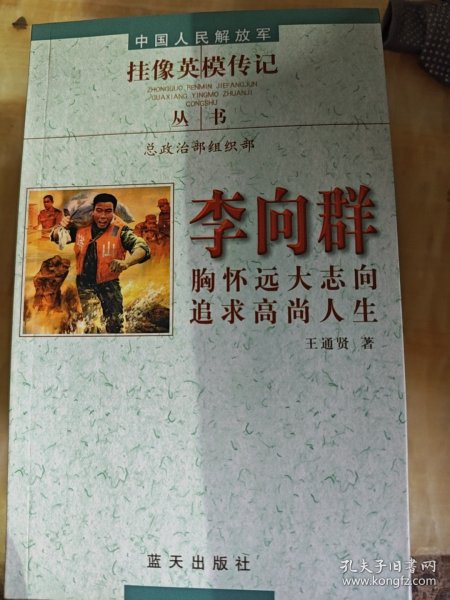 中国人民解放军
挂像英模传记
ZHONGGUO RENMIN JIEFANGJUN
GUAXIANG YINGMO ZHUANJI
CONGSHU
丛书
总政治部组织部
李向群
胸怀远大志向
追求高尚人生
王通贤 著
蓝天出版社
孔夫子旧书网
www.kongfz.com